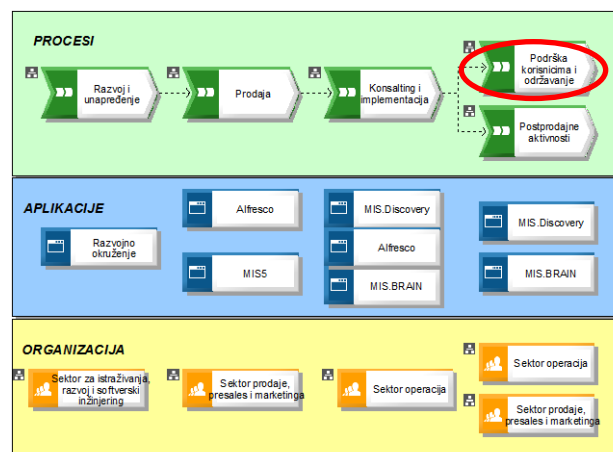 PROCESI
Razvoj i
unapređenje
Prodaja
Konsalting i
implementacija
Podrška
korisnicima i
održavanje
Postprodajne
aktivnosti
APLIKACIJE
Razvojno
okruženje
Alfresco
MIS5
MIS.Discovery
Alfresco
MIS.BRAIN
MIS.Discovery
MIS.BRAIN
ORGANIZACIJA
Sektor za istraživanja,
razvoj i softverski
inžinjering
Sektor prodaje,
presales i marketinga
Sektor operacija
Sektor operacija
Sektor prodaje,
presales i marketinga